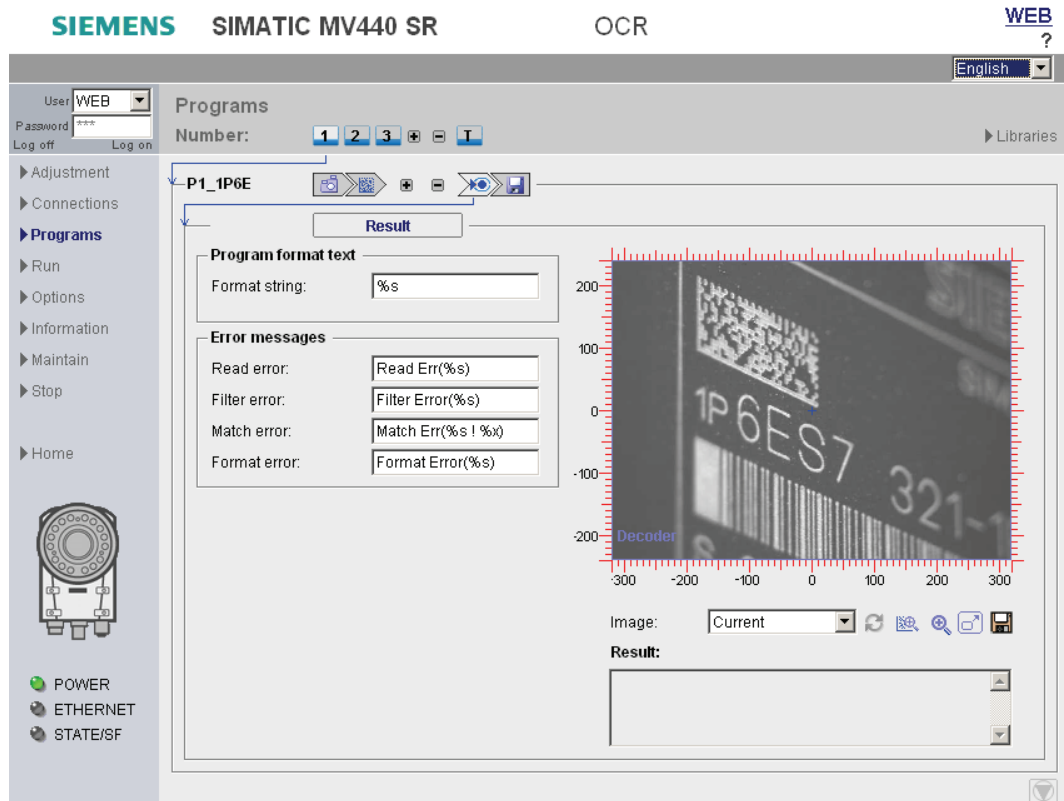 SIEMENS SIMATIC MV440 SR OCR WEB
?
English
User WEB
Password ***
Log off Log on
Programs
Number: 1 2 3 T
Libraries
Adjustment
Connections
Programs
Run
Options
Information
Maintain
Stop
Home
POWER
ETHERNET
STATE/SF
P1_1P6E
Result
Program format text
Format string: %s
Error messages
Read error: Read Err(%s)
Filter error: Filter Error(%s)
Match error: Match Err(%s ! %x)
Format error: Format Error(%s)
200
100
0
-100
-200
1P6ES7 321-1
Decoder
-300 -200 -100 0 100 200 300
Image: Current
Result: